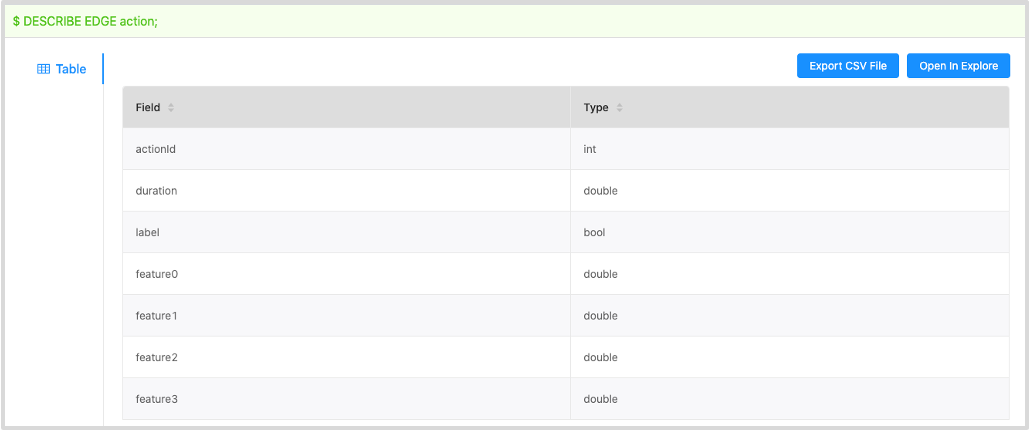 $ DESCRIBE EDGE action;
Table
Export CSV File Open In Explore
Field Type
actionId int
duration double
label bool
feature0 double
feature1 double
feature2 double
feature3 double